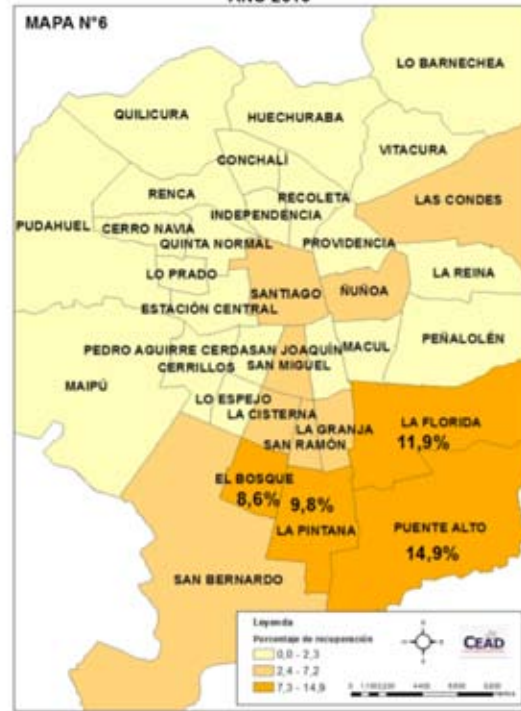 MAPA N°6
LO BARNECHEA
QUILICURA
HUECHURABA
VITACURA
CONCHALÍ
LAS CONDES
RENCA
RECOLETA
INDEPENDENCIA
PUDAHUEL
CERRO NAVIA
QUINTA NORMAL
PROVIDENCIA
LO PRADO
LA REINA
SANTIAGO
ÑUÑOA
ESTACIÓN CENTRAL
PEDRO AGUIRRE CERDA
SAN JOAQUÍN
MACUL
PEÑALOLÉN
CERRILLOS
SAN MIGUEL
MAIPÚ
LO ESPEJO
LA CISTERNA
LA GRANJA
LA FLORIDA
SAN RAMÓN
11,9%
EL BOSQUE
8,6%
9,8%
LA PINTANA
PUENTE ALTO
14,9%
SAN BERNARDO
Leyenda
Porcentaje de recuperación
0,0 - 2,3
2,4 - 7,2
7,3 - 14,9
CEAD